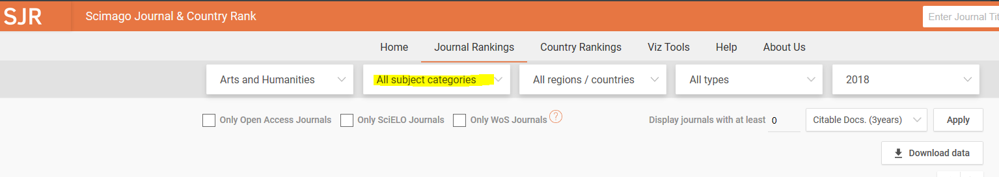 SJR Scimago Journal & Country Rank Enter Journal Tit
Home Journal Rankings Country Rankings Viz Tools Help About Us
Arts and Humanities All subject categories All regions / countries All types 2018
Only Open Access Journals Only SciELO Journals Only WoS Journals ? Display journals with at least 0 Citable Docs. (3years) Apply
Download data